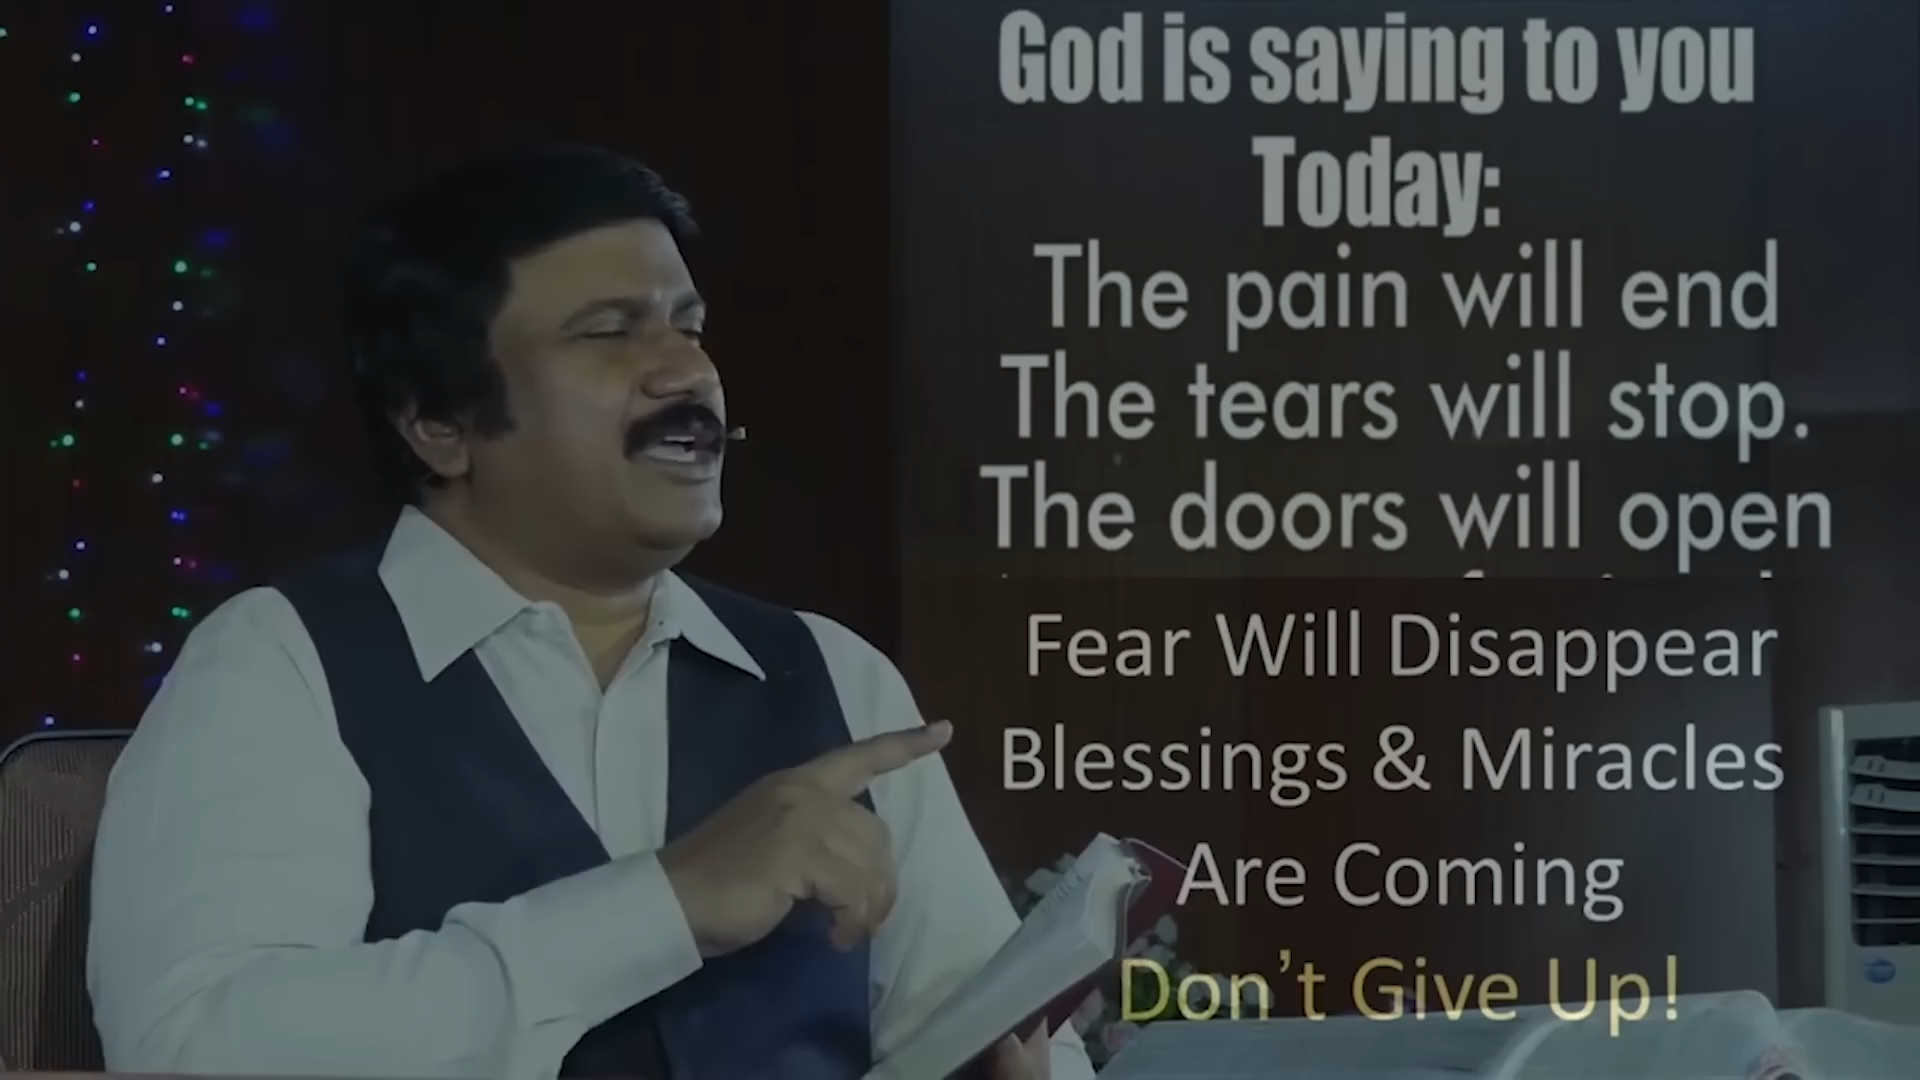 God is saying to you
Today:
The pain will end
The tears will stop.
The doors will open
Fear Will Disappear
Blessings & Miracles
Are Coming
Don't Give Up!